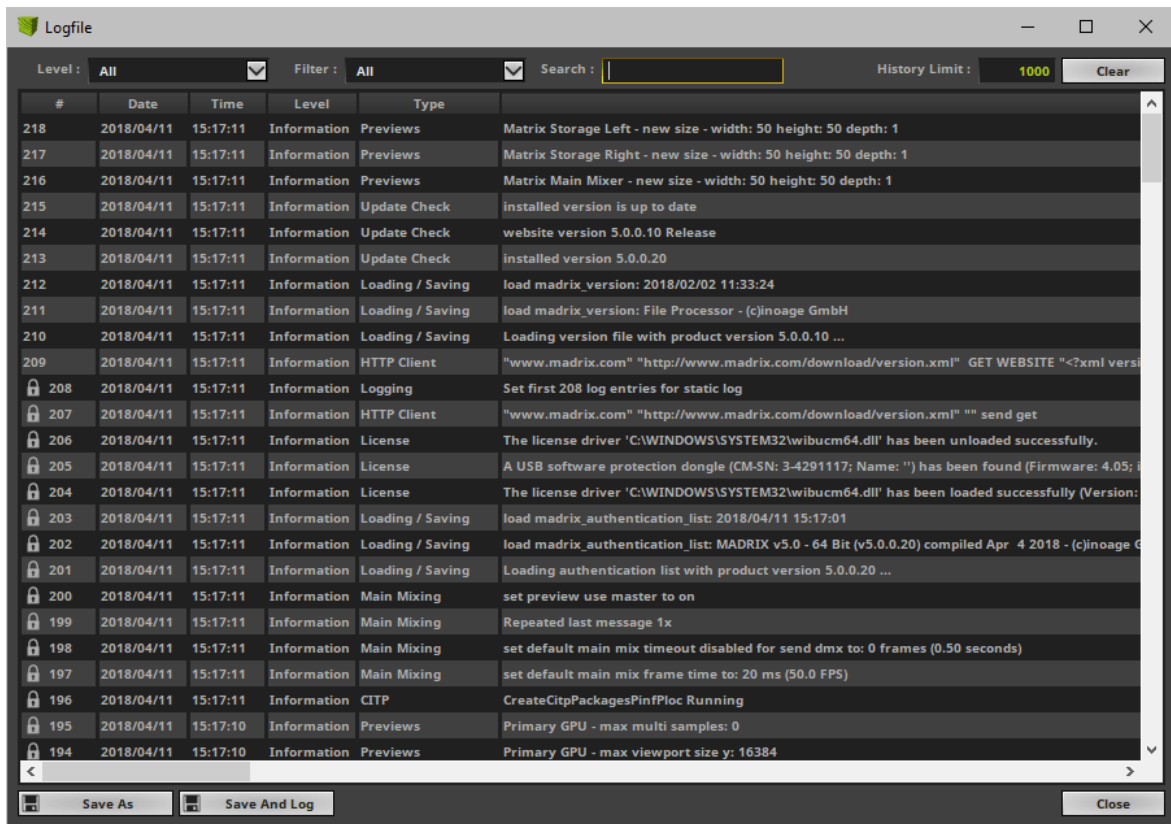 Logfile
Level : All Filter : All Search : History Limit : 1000 Clear
# Date Time Level Type
218 2018/04/11 15:17:11 Information Previews Matrix Storage Left - new size - width: 50 height: 50 depth: 1
217 2018/04/11 15:17:11 Information Previews Matrix Storage Right - new size - width: 50 height: 50 depth: 1
216 2018/04/11 15:17:11 Information Previews Matrix Main Mixer - new size - width: 50 height: 50 depth: 1
215 2018/04/11 15:17:11 Information Update Check installed version is up to date
214 2018/04/11 15:17:11 Information Update Check website version 5.0.0.10 Release
213 2018/04/11 15:17:11 Information Update Check installed version 5.0.0.20
212 2018/04/11 15:17:11 Information Loading / Saving load madrix_version: 2018/02/02 11:33:24
211 2018/04/11 15:17:11 Information Loading / Saving load madrix_version: File Processor - (c)inoage GmbH
210 2018/04/11 15:17:11 Information Loading / Saving Loading version file with product version 5.0.0.10 ...
209 2018/04/11 15:17:11 Information HTTP Client "www.madrix.com" "http://www.madrix.com/download/version.xml" GET WEBSITE "<?xml versi
208 2018/04/11 15:17:11 Information Logging Set first 208 log entries for static log
207 2018/04/11 15:17:11 Information HTTP Client "www.madrix.com" "http://www.madrix.com/download/version.xml" "" send get
206 2018/04/11 15:17:11 Information License The license driver 'C:\WINDOWS\SYSTEM32\wibucm64.dll' has been unloaded successfully.
205 2018/04/11 15:17:11 Information License A USB software protection dongle (CM-SN: 3-4291117; Name: '') has been found (Firmware: 4.05; i
204 2018/04/11 15:17:11 Information License The license driver 'C:\WINDOWS\SYSTEM32\wibucm64.dll' has been loaded successfully (Version:
203 2018/04/11 15:17:11 Information Loading / Saving load madrix_authentication_list: 2018/04/11 15:17:01
202 2018/04/11 15:17:11 Information Loading / Saving load madrix_authentication_list: MADRIX v5.0 - 64 Bit (v5.0.0.20) compiled Apr 4 2018 - (c)inoage G
201 2018/04/11 15:17:11 Information Loading / Saving Loading authentication list with product version 5.0.0.20 ...
200 2018/04/11 15:17:11 Information Main Mixing set preview use master to on
199 2018/04/11 15:17:11 Information Main Mixing Repeated last message 1x
198 2018/04/11 15:17:11 Information Main Mixing set default main mix timeout disabled for send dmx to: 0 frames (0.50 seconds)
197 2018/04/11 15:17:11 Information Main Mixing set default main mix frame time to: 20 ms (50.0 FPS)
196 2018/04/11 15:17:11 Information CITP CreateCitpPackagesPinfPloc Running
195 2018/04/11 15:17:10 Information Previews Primary GPU - max multi samples: 0
194 2018/04/11 15:17:10 Information Previews Primary GPU - max viewport size y: 16384
Save As Save And Log Close